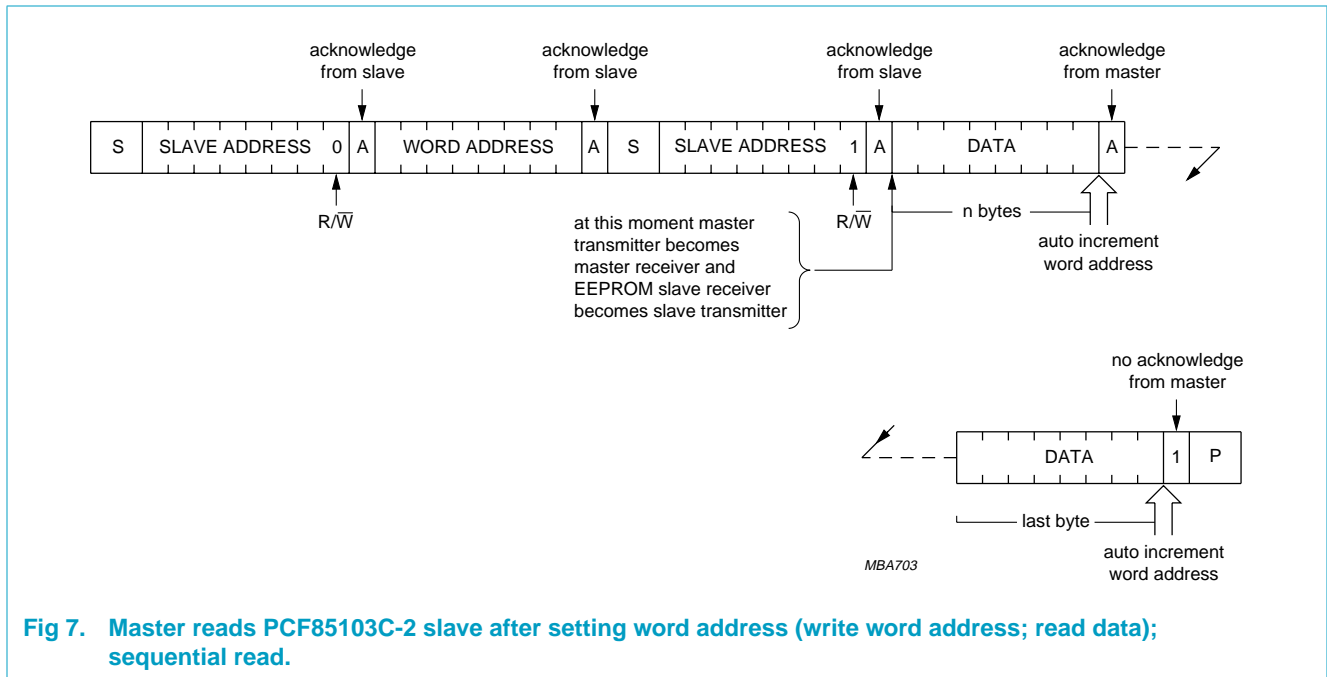 acknowledge
from slave
acknowledge
from slave
acknowledge
from slave
acknowledge
from master
S SLAVE ADDRESS 0 A WORD ADDRESS A S SLAVE ADDRESS 1 A DATA A
R/W̅
R/W̅
at this moment master
transmitter becomes
master receiver and
EEPROM slave receiver
becomes slave transmitter
n bytes
auto increment
word address
no acknowledge
from master
DATA 1 P
last byte
auto increment
word address
MBA703
Fig 7. Master reads PCF85103C-2 slave after setting word address (write word address; read data);
sequential read.